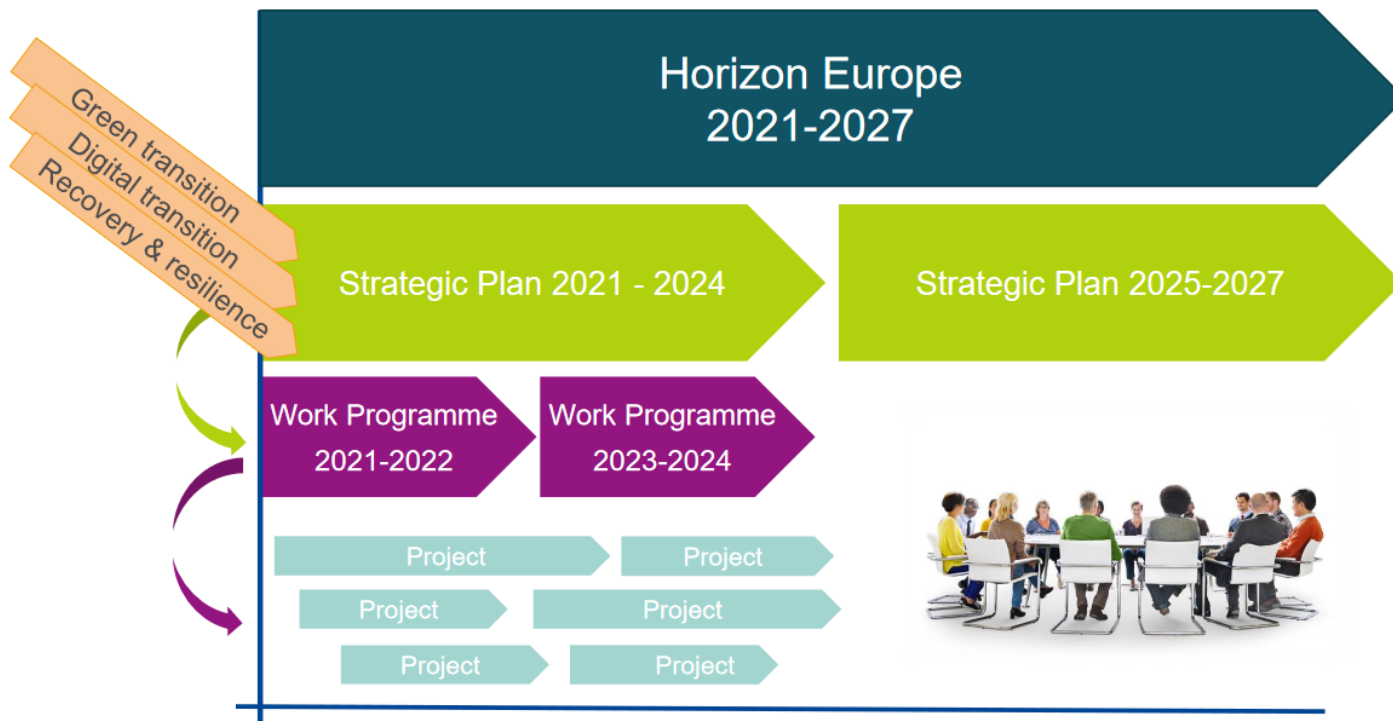 Horizon Europe
2021-2027
Green transition
Digital transition
Recovery & resilience
Strategic Plan 2021 - 2024
Strategic Plan 2025-2027
Work Programme
2021-2022
Work Programme
2023-2024
Project
Project
Project
Project
Project
Project